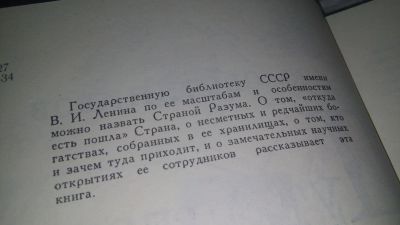 27
-34
Государственную библиотеку СССР имени
В. И. Ленина по ее масштабам и особенностям
можно назвать Страной Разума. О том, «откуда
есть пошла» Страна, о несметных и редчайших бо-
гатствах, собранных в ее хранилищах, о том, кто
и зачем туда приходит, и о замечательных научных
открытиях ее сотрудников рассказывает эта
книга.